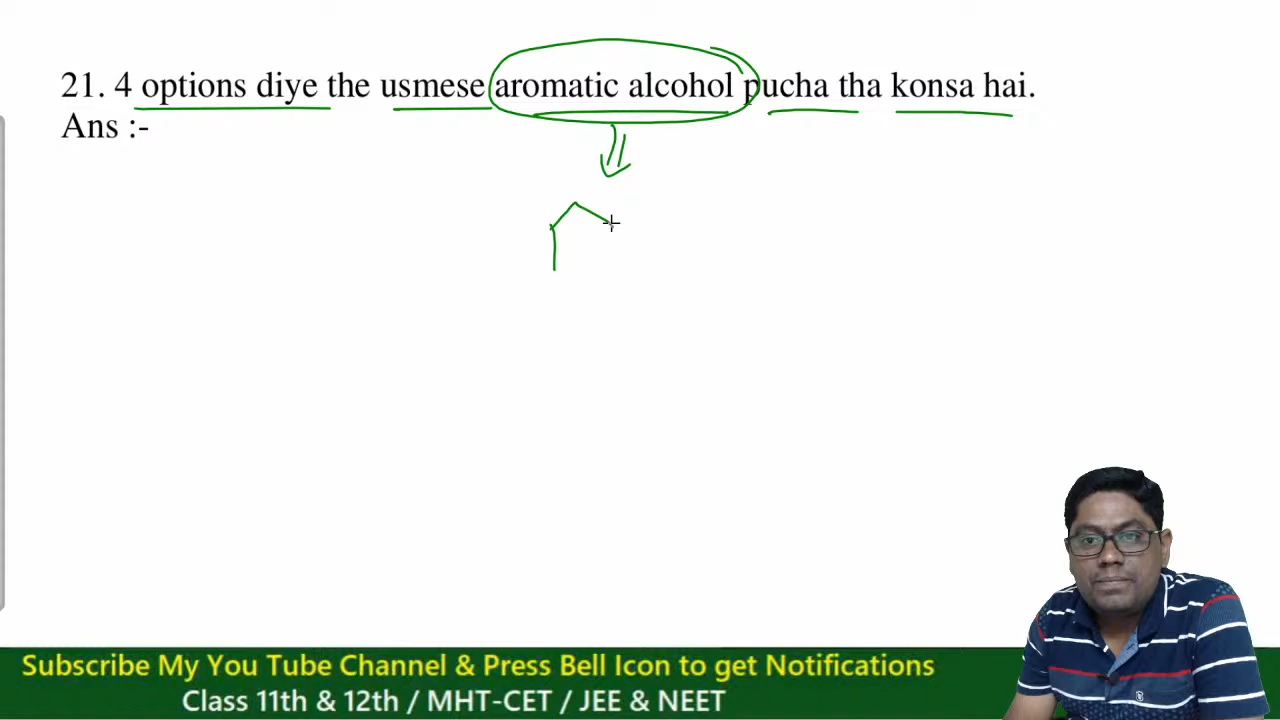 21. 4 options diye the usmese aromatic alcohol pucha tha konsa hai.
Ans :-
Subscribe My You Tube Channel & Press Bell Icon to get Notifications
Class 11th & 12th / MHT-CET / JEE & NEET